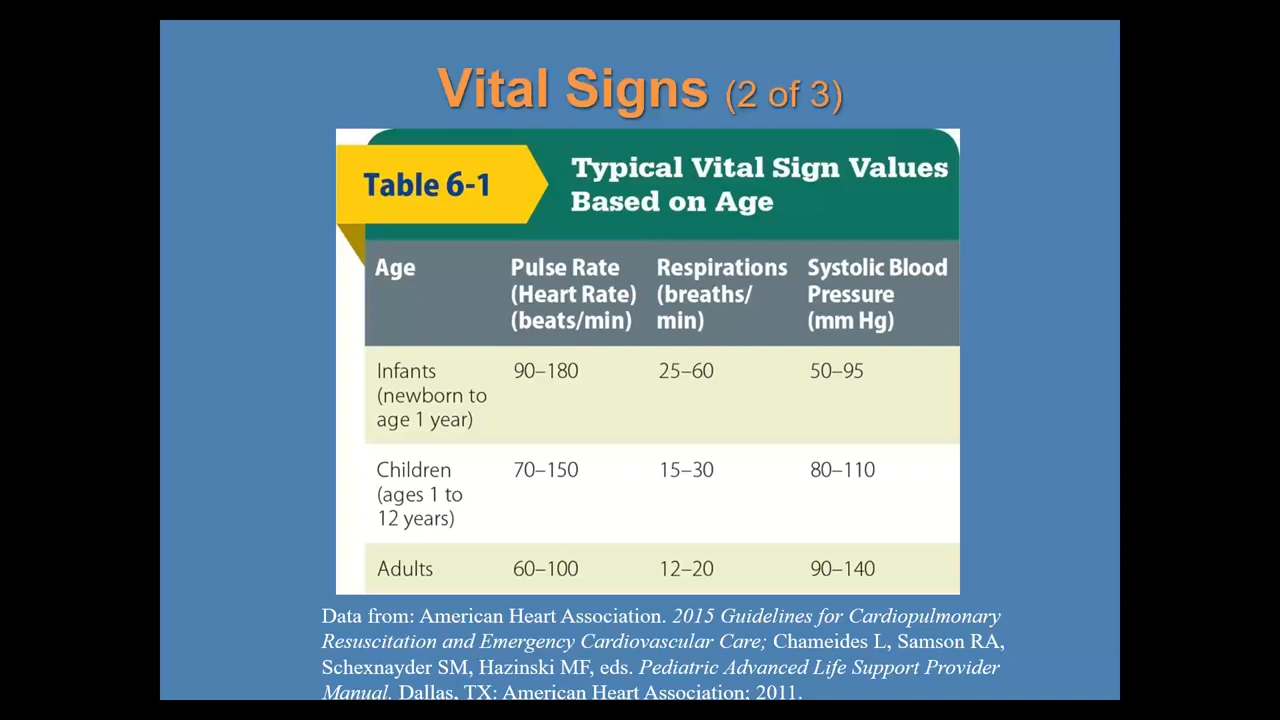 Vital Signs (2 of 3)
Table 6-1
Typical Vital Sign Values
Based on Age
Age
Pulse Rate
(Heart Rate)
(beats/min)
Respirations
(breaths/
min)
Systolic Blood
Pressure
(mm Hg)
Infants
(newborn to
age 1 year)
90–180
25–60
50–95
Children
(ages 1 to
12 years)
70–150
15–30
80–110
Adults
60–100
12–20
90–140
Data from: American Heart Association. 2015 Guidelines for Cardiopulmonary
Resuscitation and Emergency Cardiovascular Care; Chameides L, Samson RA,
Schexnayder SM, Hazinski MF, eds. Pediatric Advanced Life Support Provider
Manual. Dallas, TX: American Heart Association; 2011.